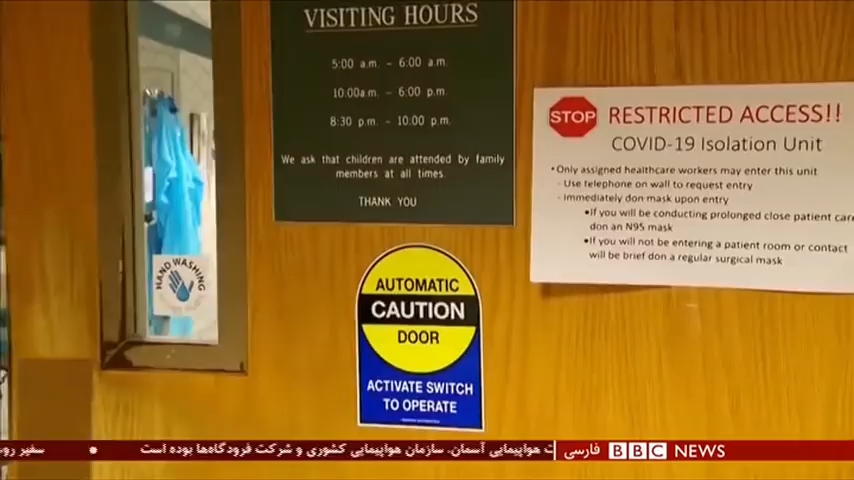 VISITING HOURS
5:00 a.m. - 6:00 a.m.
10:00a.m. - 6:00 p.m.
8:30 p.m. - 10:00 p.m.
We ask that children are attended by family
members at all times.
THANK YOU
STOP
RESTRICTED ACCESS!!
COVID-19 Isolation Unit
•Only assigned healthcare workers may enter this unit
- Use telephone on wall to request entry
- Immediately don mask upon entry
•If you will be conducting prolonged close patient care
don an N95 mask
•If you will not be entering a patient room or contact
will be brief don a regular surgical mask
HAND WASHING
AUTOMATIC
CAUTION
DOOR
ACTIVATE SWITCH
TO OPERATE
هواپیمایی آسمان. سازمان هواپیمایی کشوری و شرکت فرودگاه‌ها بوده است • سفیر
فارسی BBC NEWS